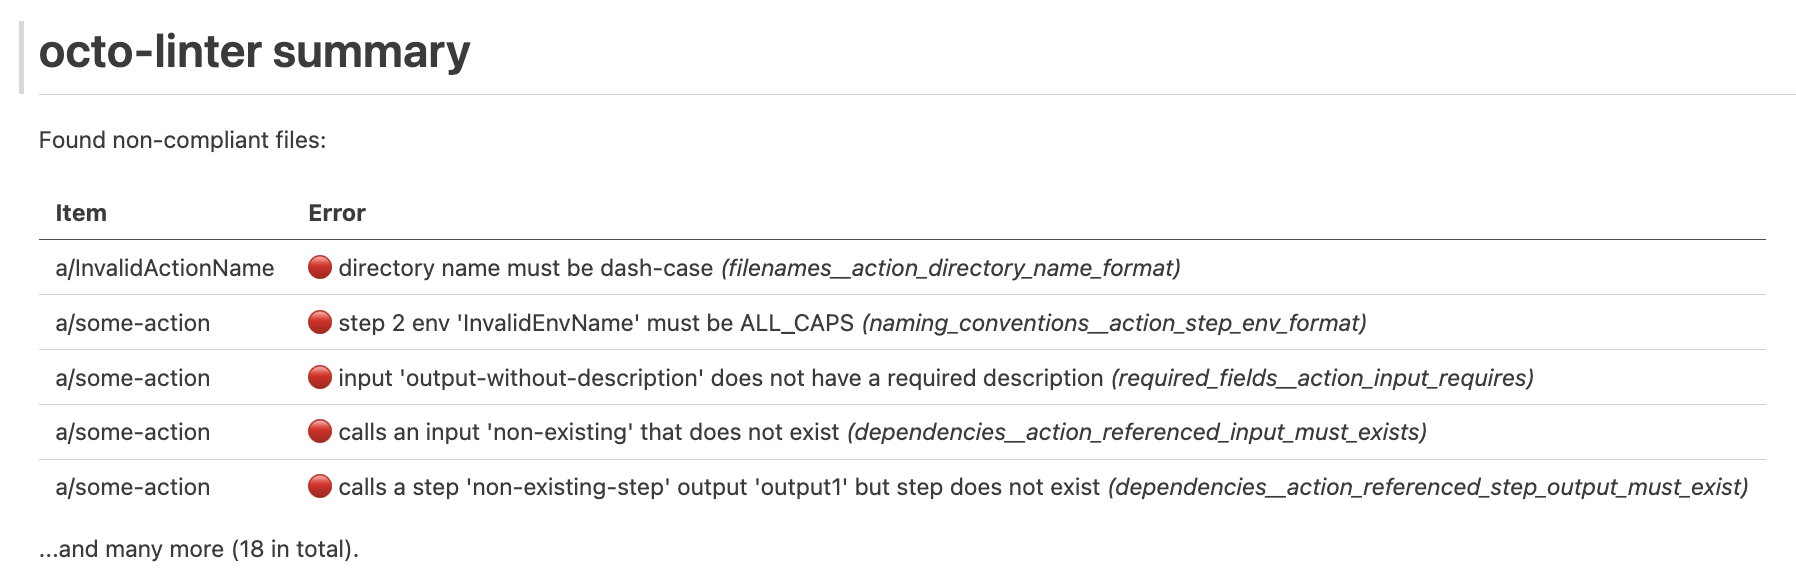 octo-linter summary
Found non-compliant files:
Item Error
a/InvalidActionName 🔴 directory name must be dash-case (filenames__action_directory_name_format)
a/some-action 🔴 step 2 env 'InvalidEnvName' must be ALL_CAPS (naming_conventions__action_step_env_format)
a/some-action 🔴 input 'output-without-description' does not have a required description (required_fields__action_input_requires)
a/some-action 🔴 calls an input 'non-existing' that does not exist (dependencies__action_referenced_input_must_exists)
a/some-action 🔴 calls a step 'non-existing-step' output 'output1' but step does not exist (dependencies__action_referenced_step_output_must_exist)
...and many more (18 in total).